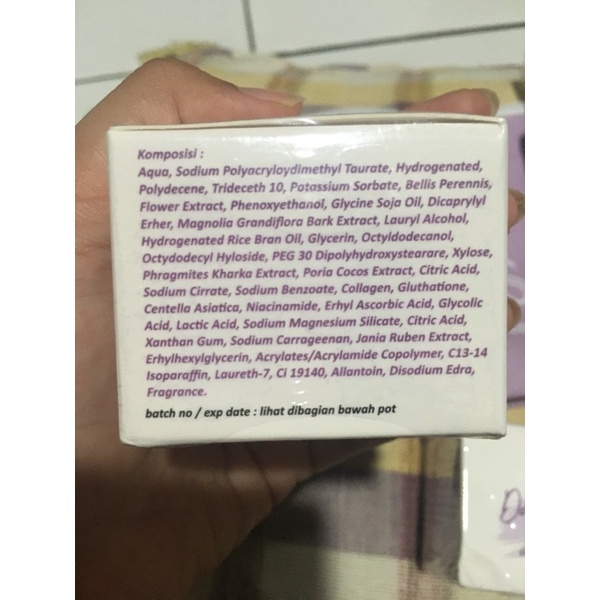 Komposisi :
Aqua, Sodium Polyacryloydimethyl Taurate, Hydrogenated,
Polydecene, Trideceth 10, Potassium Sorbate, Bellis Perennis,
Flower Extract, Phenoxyethanol, Glycine Soja Oil, Dicaprylyl
Erher, Magnolia Grandiflora Bark Extract, Lauryl Alcohol,
Hydrogenated Rice Bran Oil, Glycerin, Octyldodecanol,
Octydodecyl Hyloside, PEG 30 Dipolyhydroxystearare, Xylose,
Phragmites Kharka Extract, Poria Cocos Extract, Citric Acid,
Sodium Cirrate, Sodium Benzoate, Collagen, Gluthatione,
Centella Asiatica, Niacinamide, Erhyl Ascorbic Acid, Glycolic
Acid, Lactic Acid, Sodium Magnesium Silicate, Citric Acid,
Xanthan Gum, Sodium Carrageenan, Jania Ruben Extract,
Erhylhexylglycerin, Acrylates/Acrylamide Copolymer, C13-14
Isoparaffin, Laureth-7, Ci 19140, Allantoin, Disodium Edra,
Fragrance.
batch no / exp date : lihat dibagian bawah pot